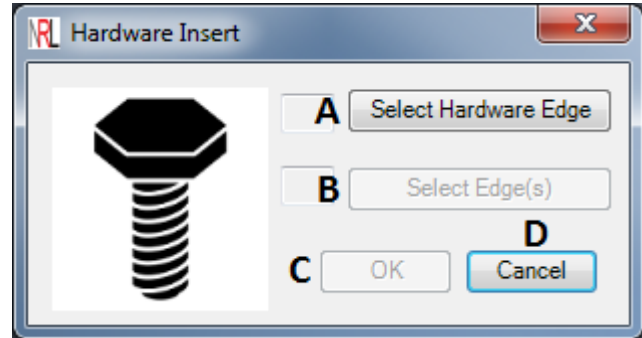 NRL Hardware Insert
A Select Hardware Edge
B Select Edge(s)
D
C OK Cancel